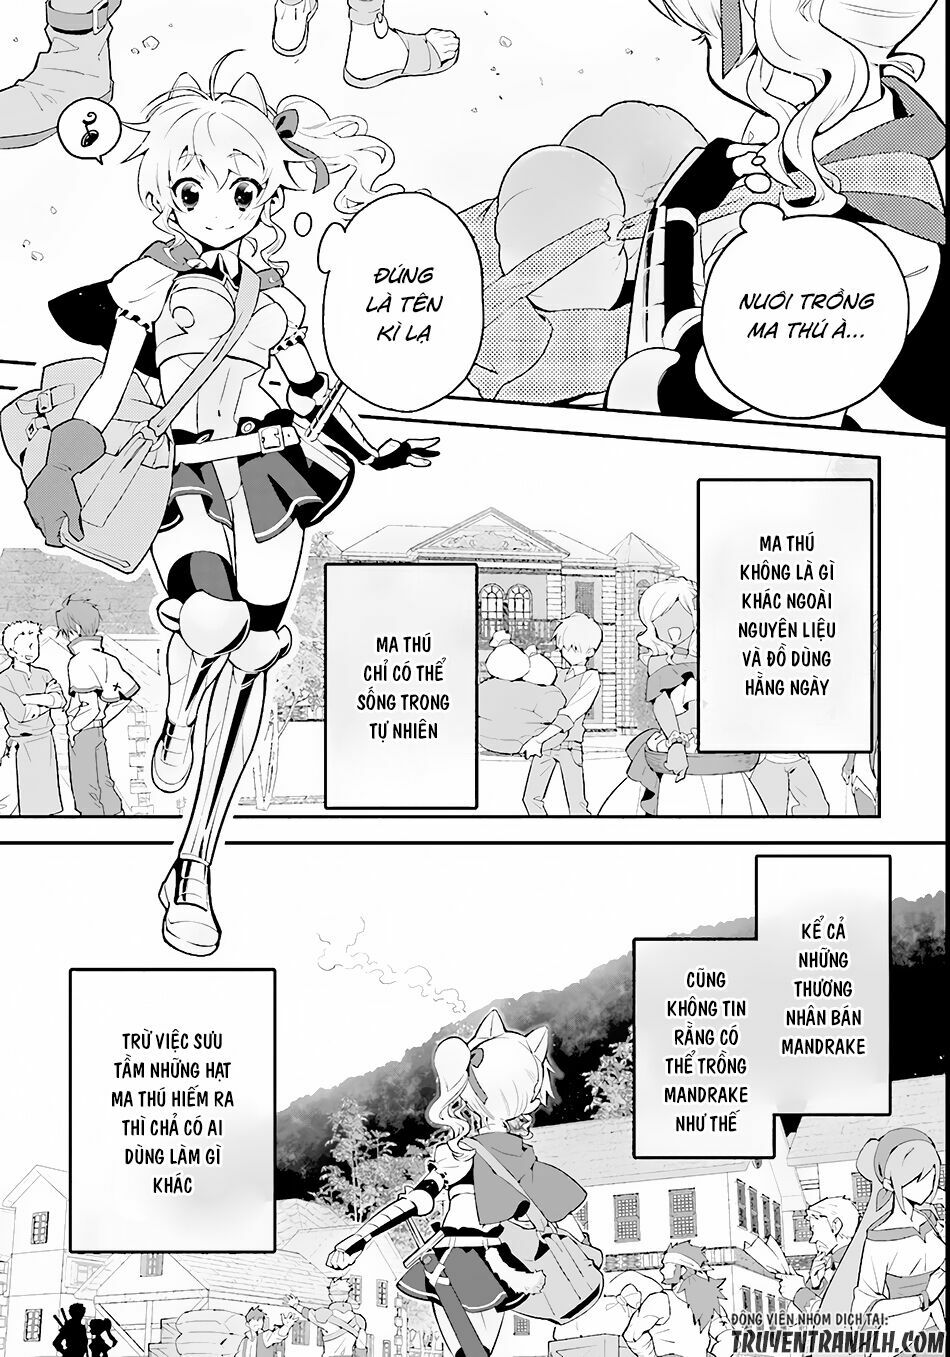 NUÔI TRỒNG
MA THÚ À...
ĐÚNG
LÀ TÊN
KÌ LẠ
MA THÚ
KHÔNG LÀ GÌ
KHÁC NGOÀI
NGUYÊN LIỆU
VÀ ĐỒ DÙNG
HẰNG NGÀY
MA THÚ
CHỈ CÓ THỂ
SỐNG TRONG
TỰ NHIÊN
KỂ CẢ
NHỮNG
THƯƠNG
NHÂN BÁN
MANDRAKE
CŨNG
KHÔNG TIN
RẰNG CÓ
THỂ TRỒNG
MANDRAKE
NHƯ THẾ
TRỪ VIỆC SƯU
TẦM NHỮNG HẠT
MA THÚ HIẾM RA
THÌ CHẢ CÓ AI
DÙNG LÀM GÌ
KHÁC
ĐỘNG VIÊN NHÓM DỊCH TẠI:
TRUYENTRANHLH.COM